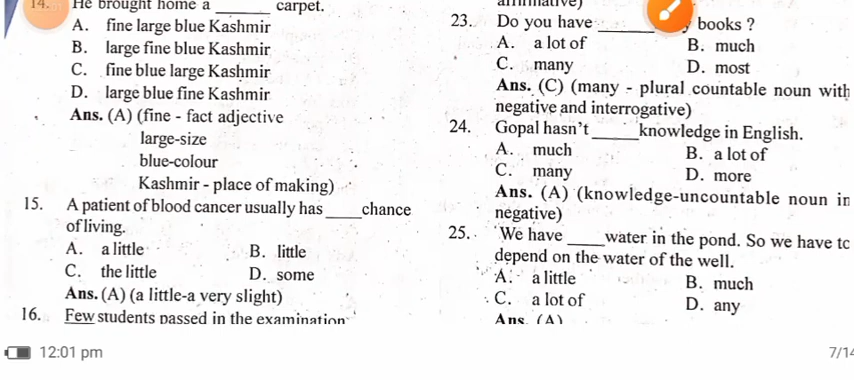 14. He brought home a ______ carpet.
A. fine large blue Kashmir
B. large fine blue Kashmir
C. fine blue large Kashmir
D. large blue fine Kashmir
Ans. (A) (fine - fact adjective
large-size
blue-colour
Kashmir - place of making)
15. A patient of blood cancer usually has ____ chance
of living.
A. a little B. little
C. the little D. some
Ans. (A) (a little-a very slight)
16. Few students passed in the examination
23. Do you have ______ books ?
A. a lot of B. much
C. many D. most
Ans. (C) (many - plural countable noun with
negative and interrogative)
24. Gopal hasn't _____ knowledge in English.
A. much B. a lot of
C. many D. more
Ans. (A) (knowledge-uncountable noun in
negative)
25. We have ____ water in the pond. So we have to
depend on the water of the well.
A. a little B. much
C. a lot of D. any
Ans. (A)
12:01 pm 7/14